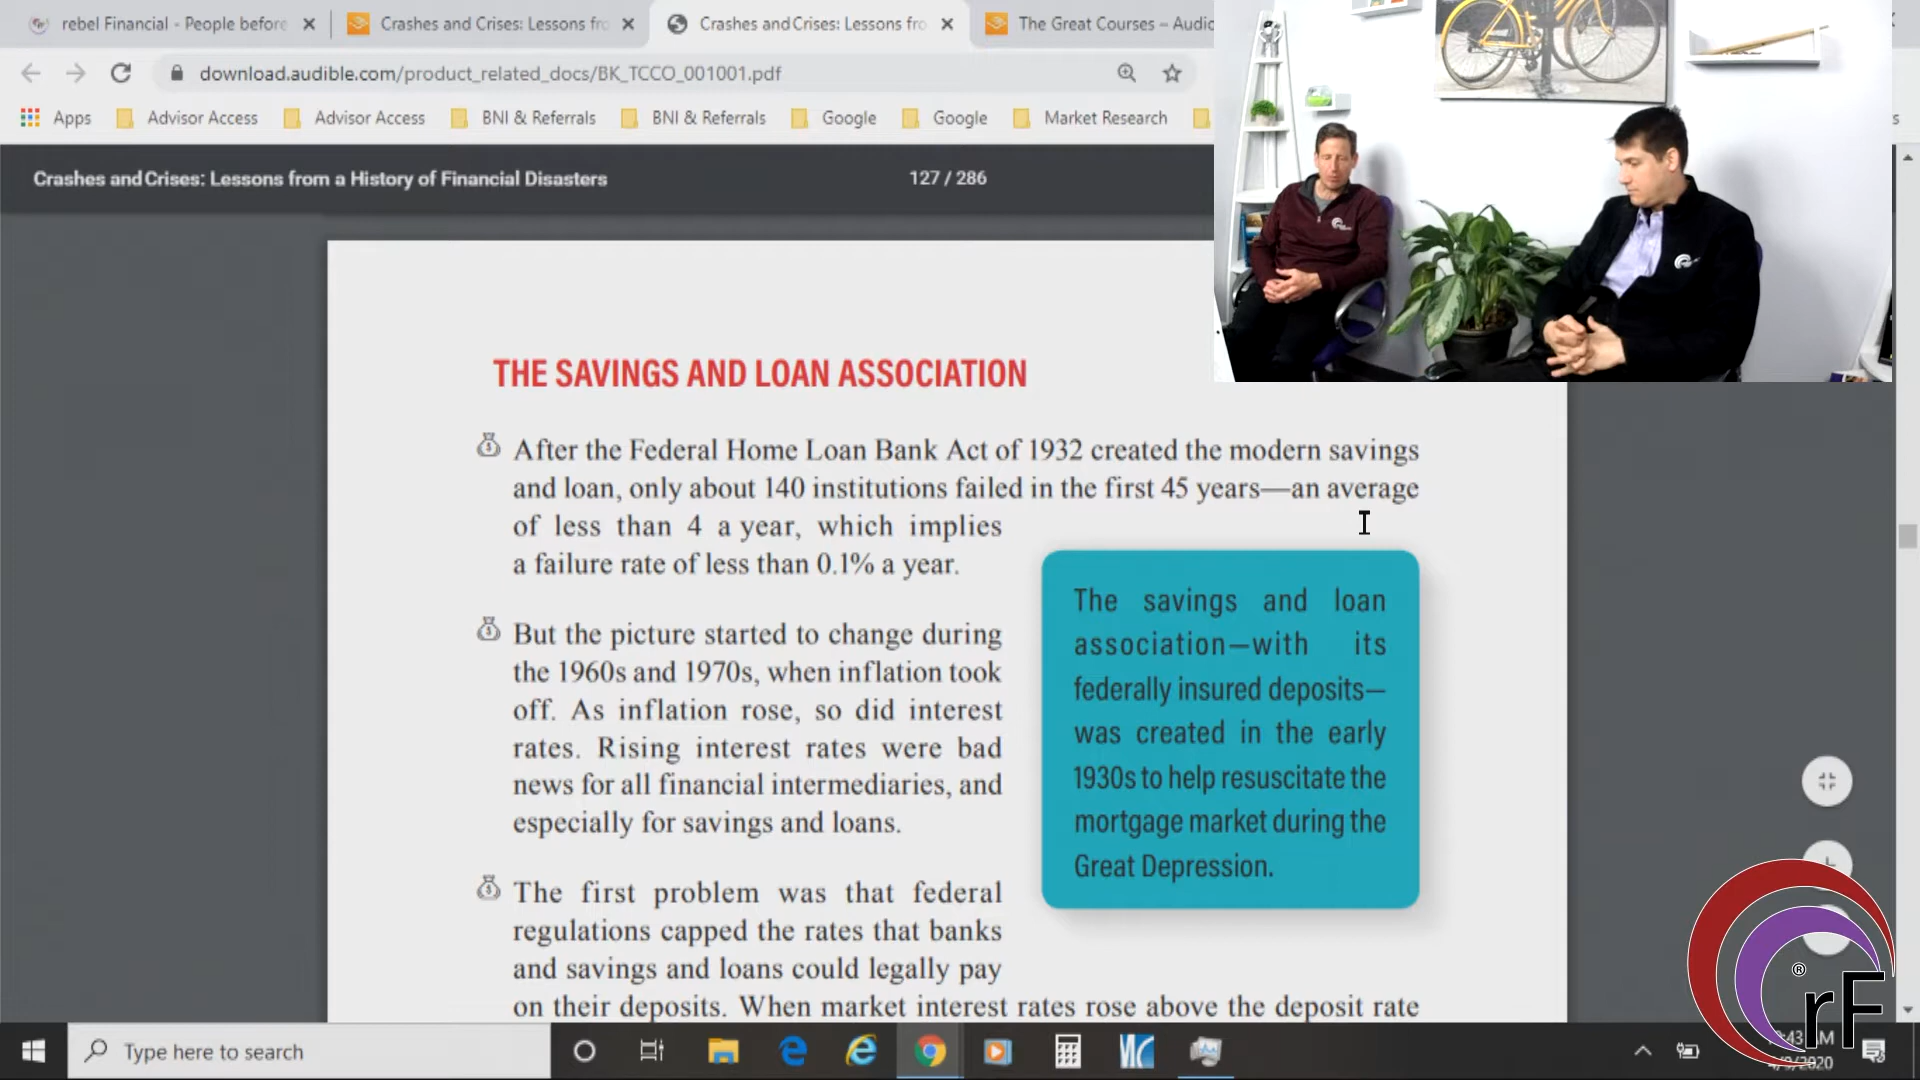 rebel Financial - People before
Crashes and Crises: Lessons fro
Crashes and Crises: Lessons fro
The Great Courses – Audio
download.audible.com/product_related_docs/BK_TCCO_001001.pdf
Apps
Advisor Access
Advisor Access
BNI & Referrals
BNI & Referrals
Google
Google
Market Research
Crashes and Crises: Lessons from a History of Financial Disasters
127 / 286
THE SAVINGS AND LOAN ASSOCIATION
After the Federal Home Loan Bank Act of 1932 created the modern savings
and loan, only about 140 institutions failed in the first 45 years—an average
of less than 4 a year, which implies
a failure rate of less than 0.1% a year.
But the picture started to change during
the 1960s and 1970s, when inflation took
off. As inflation rose, so did interest
rates. Rising interest rates were bad
news for all financial intermediaries, and
especially for savings and loans.
The first problem was that federal
regulations capped the rates that banks
and savings and loans could legally pay
on their deposits. When market interest rates rose above the deposit rate
The savings and loan
association—with its
federally insured deposits—
was created in the early
1930s to help resuscitate the
mortgage market during the
Great Depression.
® rF
Type here to search